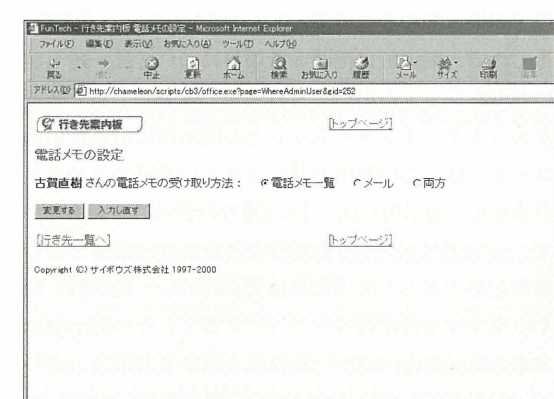 FunTech - 行き先案内板 電話メモの設定 - Microsoft Internet Explorer
ファイル(F) 編集(E) 表示(V) お気に入り(A) ツール(T) ヘルプ(H)
戻る 中止 更新 ホーム 検索 お気に入り 履歴 メール サイズ 印刷
アドレス(D) http://chameleon/scripts/cb3/office.exe?page=WhereAdminUser&gid=252
行き先案内板 [トップページ]
電話メモの設定
古賀直樹 さんの電話メモの受け取り方法: 電話メモ一覧 メール 両方
変更する 入力し直す
[行き先一覧へ] [トップページ]
Copyright (C) サイボウズ株式会社 1997-2000